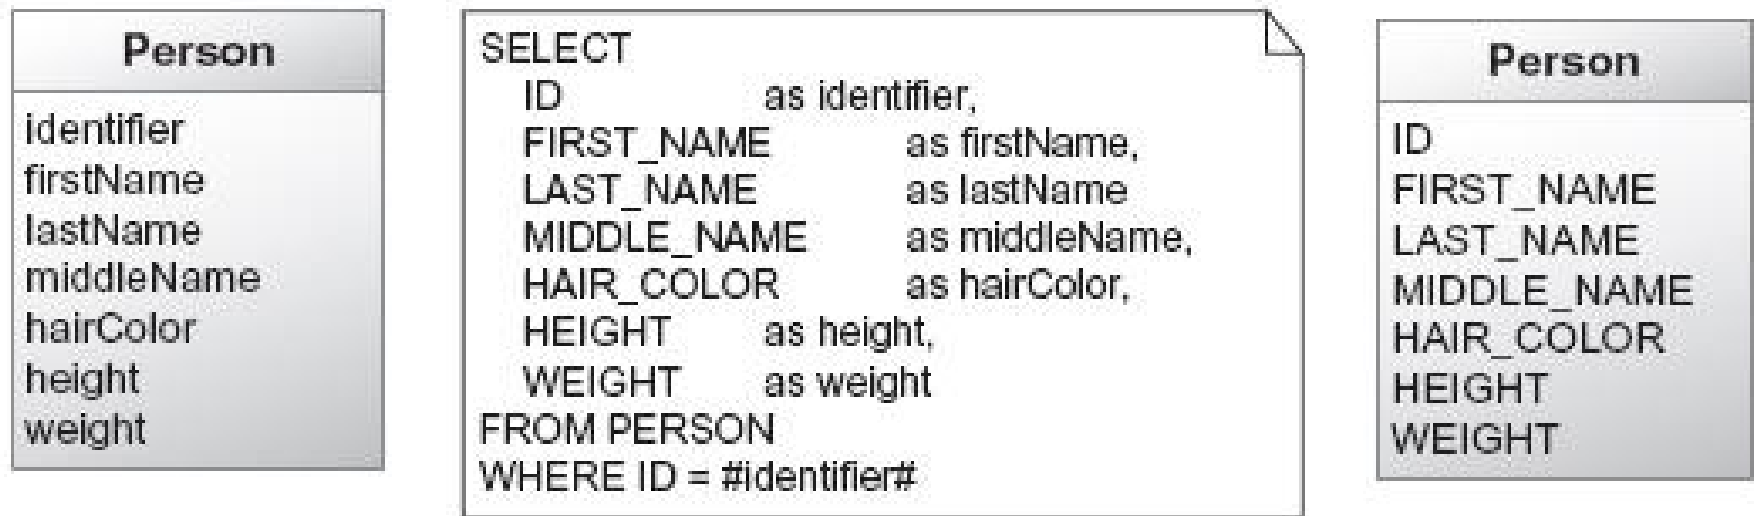 Person
identifier
firstName
lastName
middleName
hairColor
height
weight
SELECT
ID as identifier,
FIRST_NAME as firstName,
LAST_NAME as lastName
MIDDLE_NAME as middleName,
HAIR_COLOR as hairColor,
HEIGHT as height,
WEIGHT as weight
FROM PERSON
WHERE ID = #identifier#
Person
ID
FIRST_NAME
LAST_NAME
MIDDLE_NAME
HAIR_COLOR
HEIGHT
WEIGHT